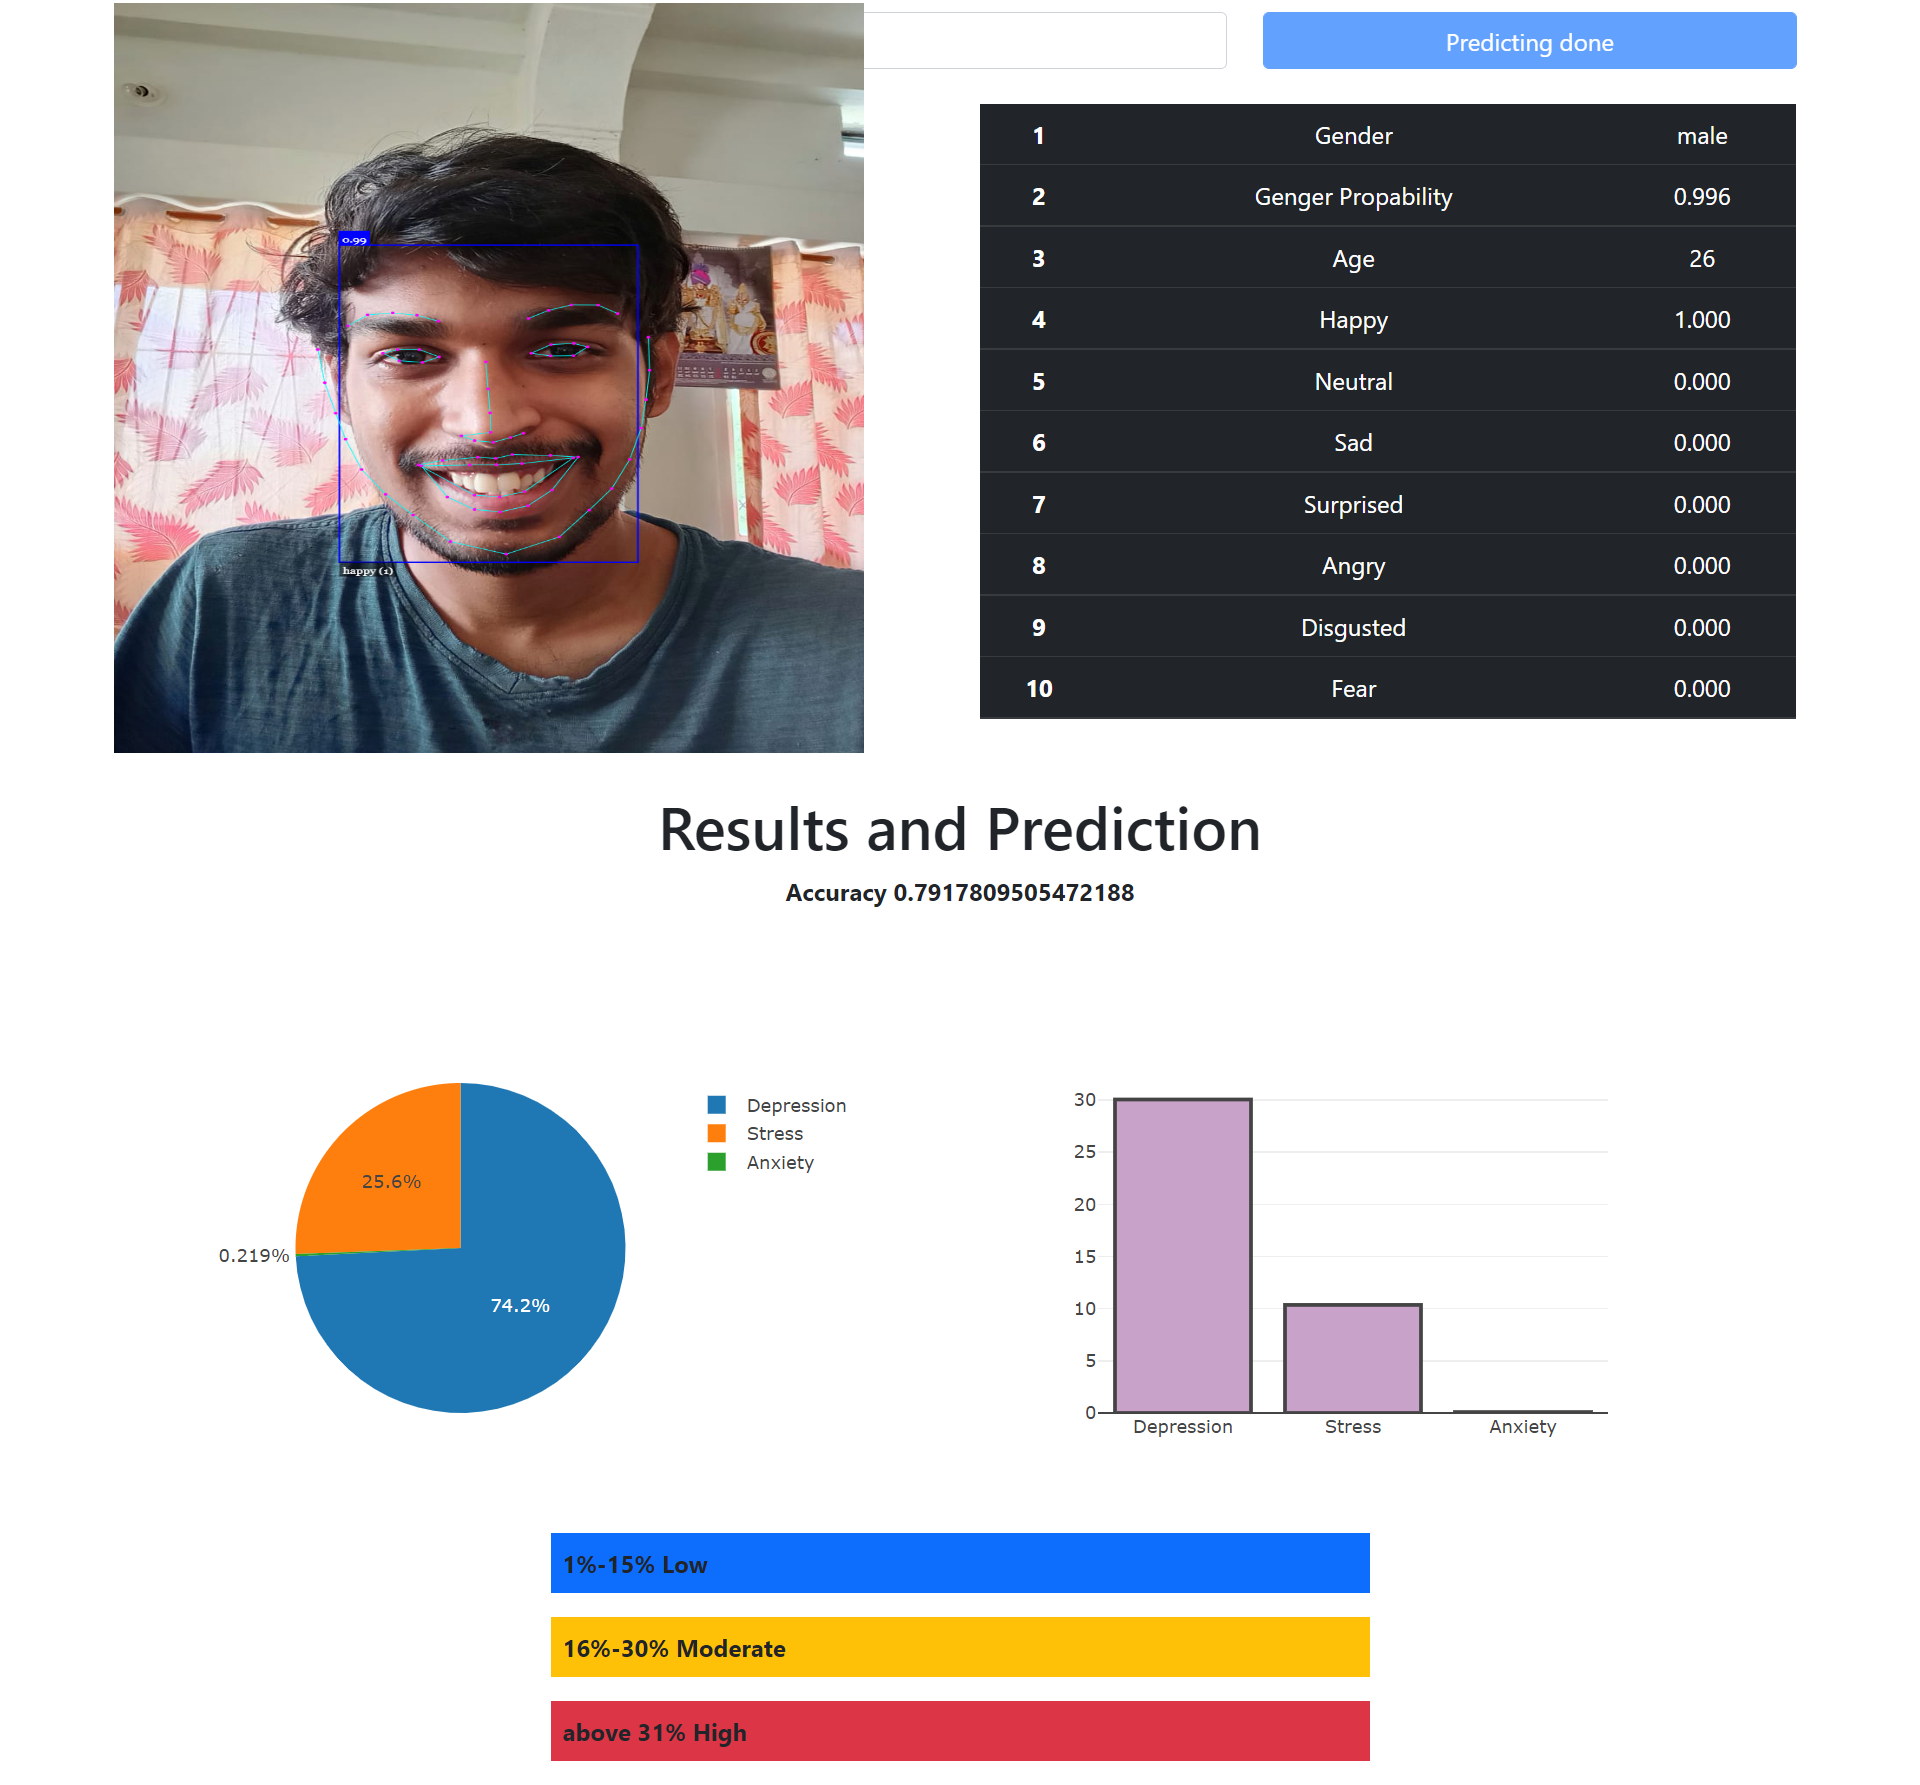 Predicting done
0.99
happy (1)
1 Gender male
2 Genger Propability 0.996
3 Age 26
4 Happy 1.000
5 Neutral 0.000
6 Sad 0.000
7 Surprised 0.000
8 Angry 0.000
9 Disgusted 0.000
10 Fear 0.000
Results and Prediction
Accuracy 0.7917809505472188
25.6%
0.219%
74.2%
Depression
Stress
Anxiety
30
25
20
15
10
5
0
Depression Stress Anxiety
1%-15% Low
16%-30% Moderate
above 31% High